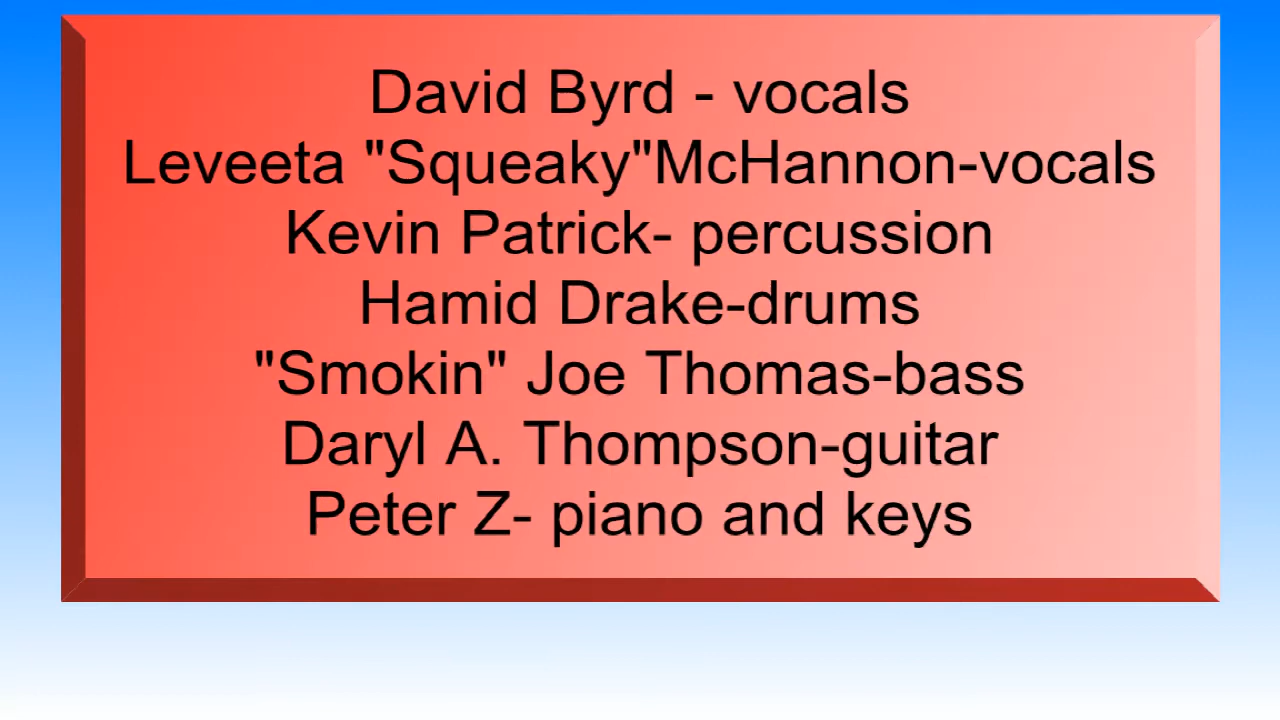 David Byrd - vocals
Leveeta "Squeaky"McHannon-vocals
Kevin Patrick- percussion
Hamid Drake-drums
"Smokin" Joe Thomas-bass
Daryl A. Thompson-guitar
Peter Z- piano and keys